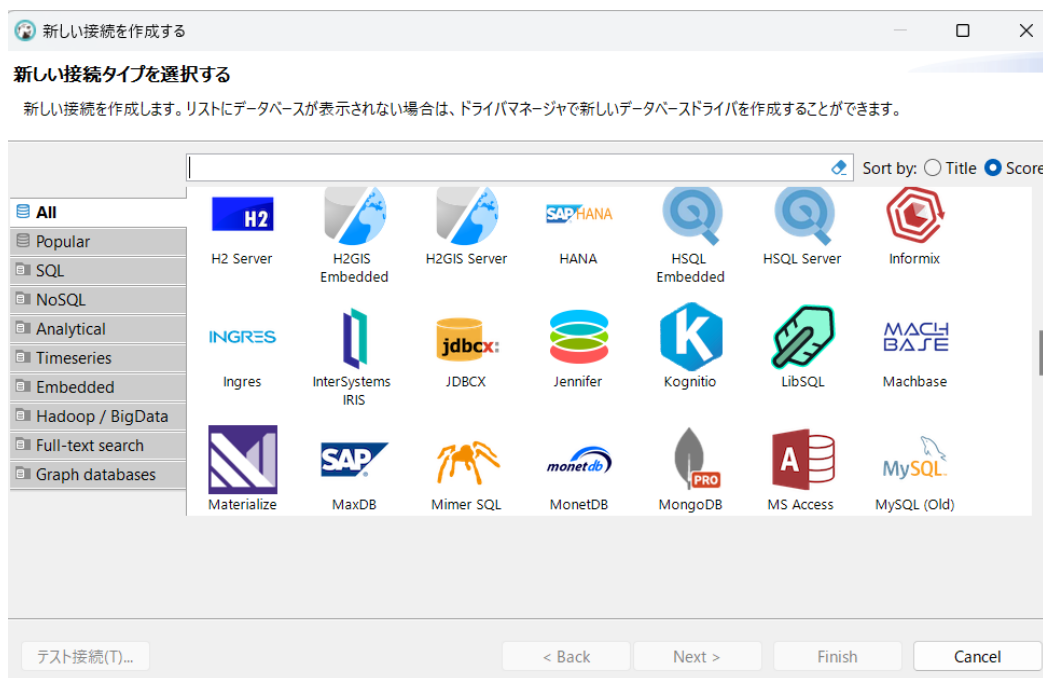 新しい接続を作成する
新しい接続タイプを選択する
新しい接続を作成します。リストにデータベースが表示されない場合は、ドライバマネージャで新しいデータベースドライバを作成することができます。
Sort by: Title Score
All
Popular
SQL
NoSQL
Analytical
Timeseries
Embedded
Hadoop / BigData
Full-text search
Graph databases
H2
SAP HANA
H2 Server
H2GIS Embedded
H2GIS Server
HANA
HSQL Embedded
HSQL Server
Informix
INGRES
jdbcx:
K
MACH BASE
Ingres
InterSystems IRIS
JDBCX
Jennifer
Kognitio
LibSQL
Machbase
SAP
monetdb
PRO
A
MySQL
Materialize
MaxDB
Mimer SQL
MonetDB
MongoDB
MS Access
MySQL (Old)
テスト接続(T)...
< Back
Next >
Finish
Cancel